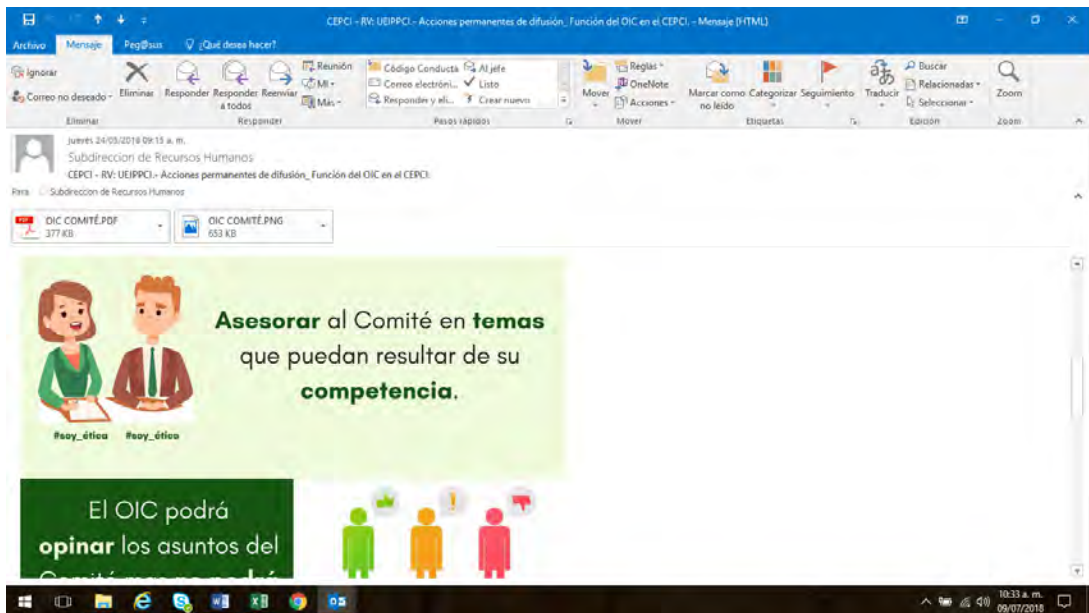 CEPCI - RV: UEIPPCI.- Acciones permanentes de difusión_ Función del OIC en el CEPCI. - Mensaje (HTML)
Archivo Mensaje Peg@sus ¿Qué desea hacer?
Ignorar
Correo no deseado
Eliminar
Responder
Responder a todos
Reenviar
Reunión
MI
Más
Código Conducta
Al jefe
Correo electróni...
Listo
Responder y eli...
Crear nuevo
Mover
Reglas
OneNote
Acciones
Marcar como no leído
Categorizar
Seguimiento
Traducir
Buscar
Relacionadas
Seleccionar
Zoom
Eliminar Responder Pasos rápidos Mover Etiquetas Edición Zoom
jueves 24/05/2018 09:15 a. m.
Subdireccion de Recursos Humanos
CEPCI - RV: UEIPPCI.- Acciones permanentes de difusión_ Función del OIC en el CEPCI.
Para Subdireccion de Recursos Humanos
OIC COMITÉ.PDF
377 KB
OIC COMITÉ.PNG
653 KB
Asesorar al Comité en temas
que puedan resultar de su
competencia.
#soy_ética #soy_ético
El OIC podrá
opinar los asuntos del
Comité mas no podrá
10:33 a. m.
09/07/2018